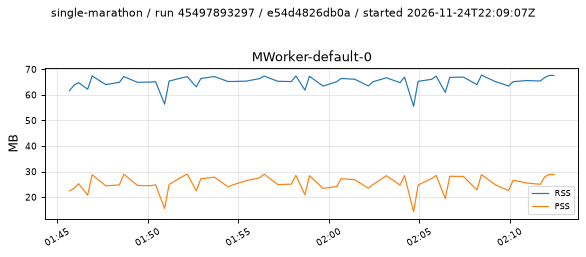 single-marathon / run 45497893297 / e54d4826db0a / started 2026-11-24T22:09:07Z
MWorker-default-0
MB
70
60
50
40
30
20
RSS
PSS
01:45
01:50
01:55
02:00
02:05
02:10